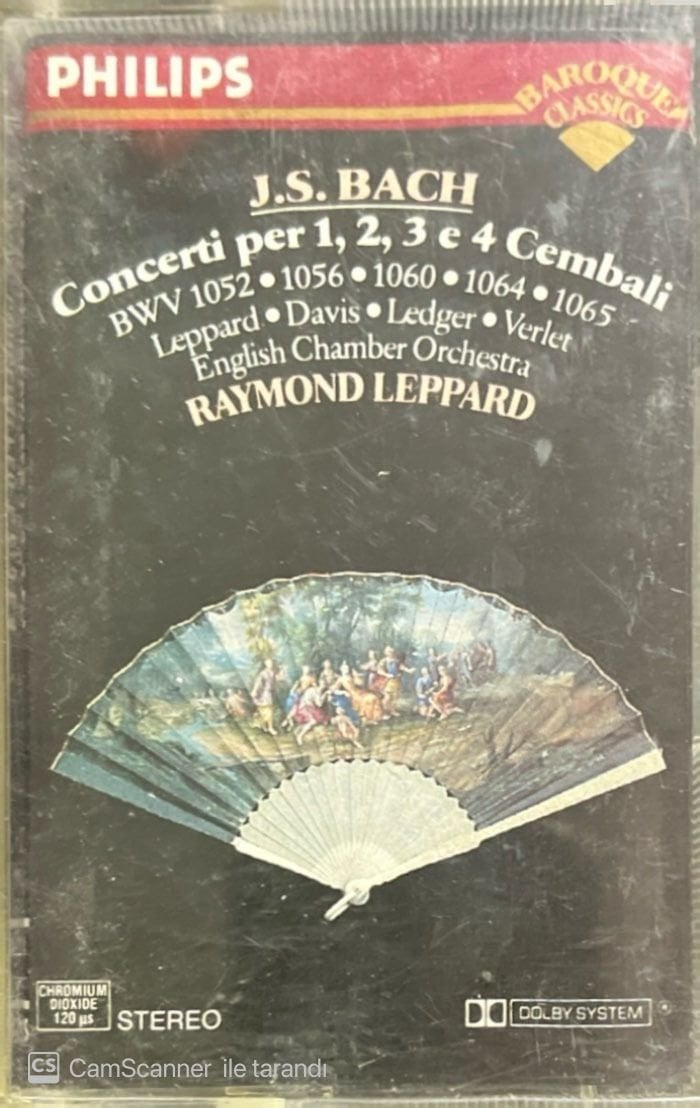 PHILIPS
BAROQUE
CLASSICS
J.S. BACH
Concerti per 1, 2, 3 e 4 Cembali
BWV 1052 • 1056 • 1060 • 1064 • 1065
Leppard • Davis • Ledger • Verlet
English Chamber Orchestra
RAYMOND LEPPARD
CHROMIUM
DIOXIDE
120 µs
STEREO
DOLBY SYSTEM
CS CamScanner ile tarandı